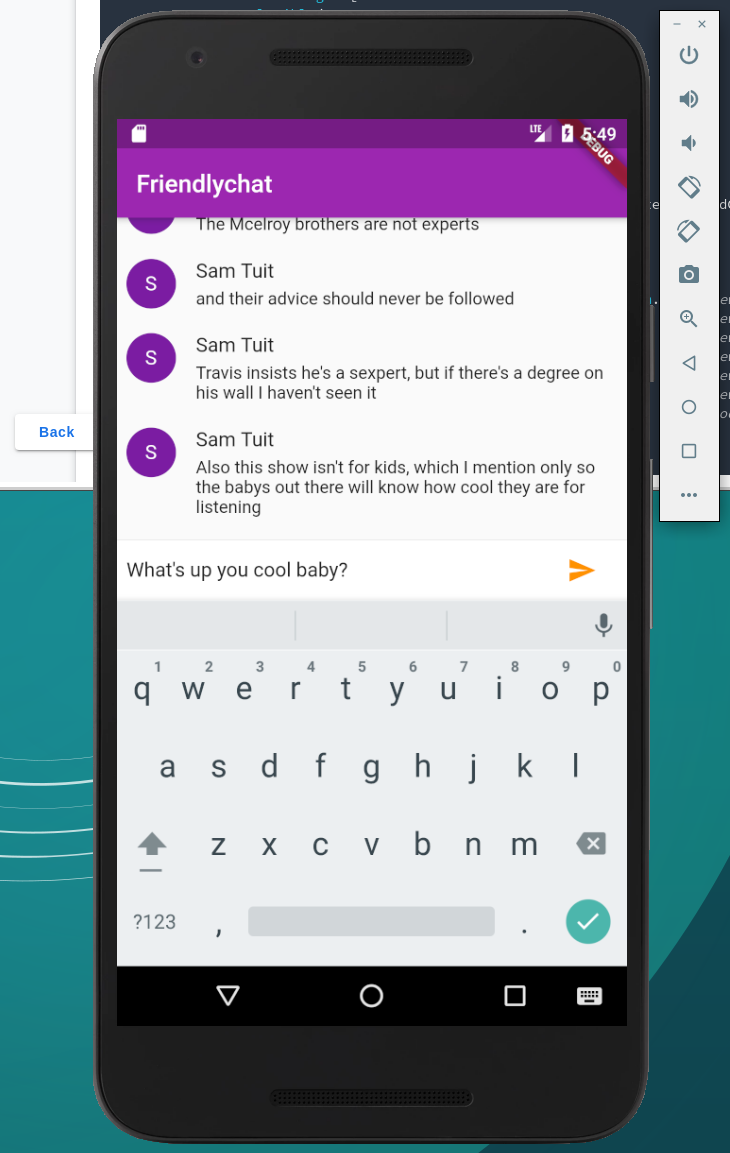 LTE 5:49
DEBUG
Friendlychat
The Mcelroy brothers are not experts
S
Sam Tuit
and their advice should never be followed
S
Sam Tuit
Travis insists he's a sexpert, but if there's a degree on
his wall I haven't seen it
Back
S
Sam Tuit
Also this show isn't for kids, which I mention only so
the babys out there will know how cool they are for
listening
What's up you cool baby?
1 2 3 4 5 6 7 8 9 0
q w e r t y u i o p
a s d f g h j k l
z x c v b n m
?123 , .